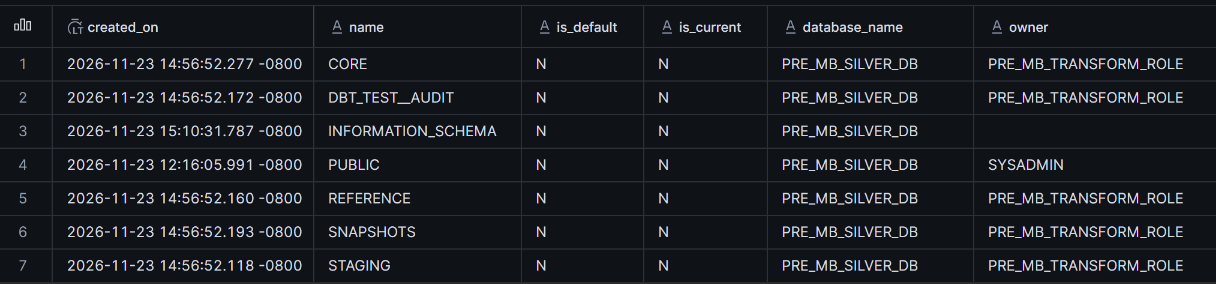 created_on name is_default is_current database_name owner
1 2026-11-23 14:56:52.277 -0800 CORE N N PRE_MB_SILVER_DB PRE_MB_TRANSFORM_ROLE
2 2026-11-23 14:56:52.172 -0800 DBT_TEST__AUDIT N N PRE_MB_SILVER_DB PRE_MB_TRANSFORM_ROLE
3 2026-11-23 15:10:31.787 -0800 INFORMATION_SCHEMA N N PRE_MB_SILVER_DB
4 2026-11-23 12:16:05.991 -0800 PUBLIC N N PRE_MB_SILVER_DB SYSADMIN
5 2026-11-23 14:56:52.160 -0800 REFERENCE N N PRE_MB_SILVER_DB PRE_MB_TRANSFORM_ROLE
6 2026-11-23 14:56:52.193 -0800 SNAPSHOTS N N PRE_MB_SILVER_DB PRE_MB_TRANSFORM_ROLE
7 2026-11-23 14:56:52.118 -0800 STAGING N N PRE_MB_SILVER_DB PRE_MB_TRANSFORM_ROLE